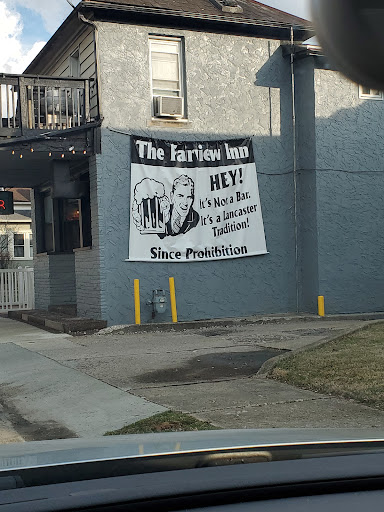 The Fairview Inn
HEY!
It's Not a Bar,
It's a Lancaster
Tradition!
Since Prohibition